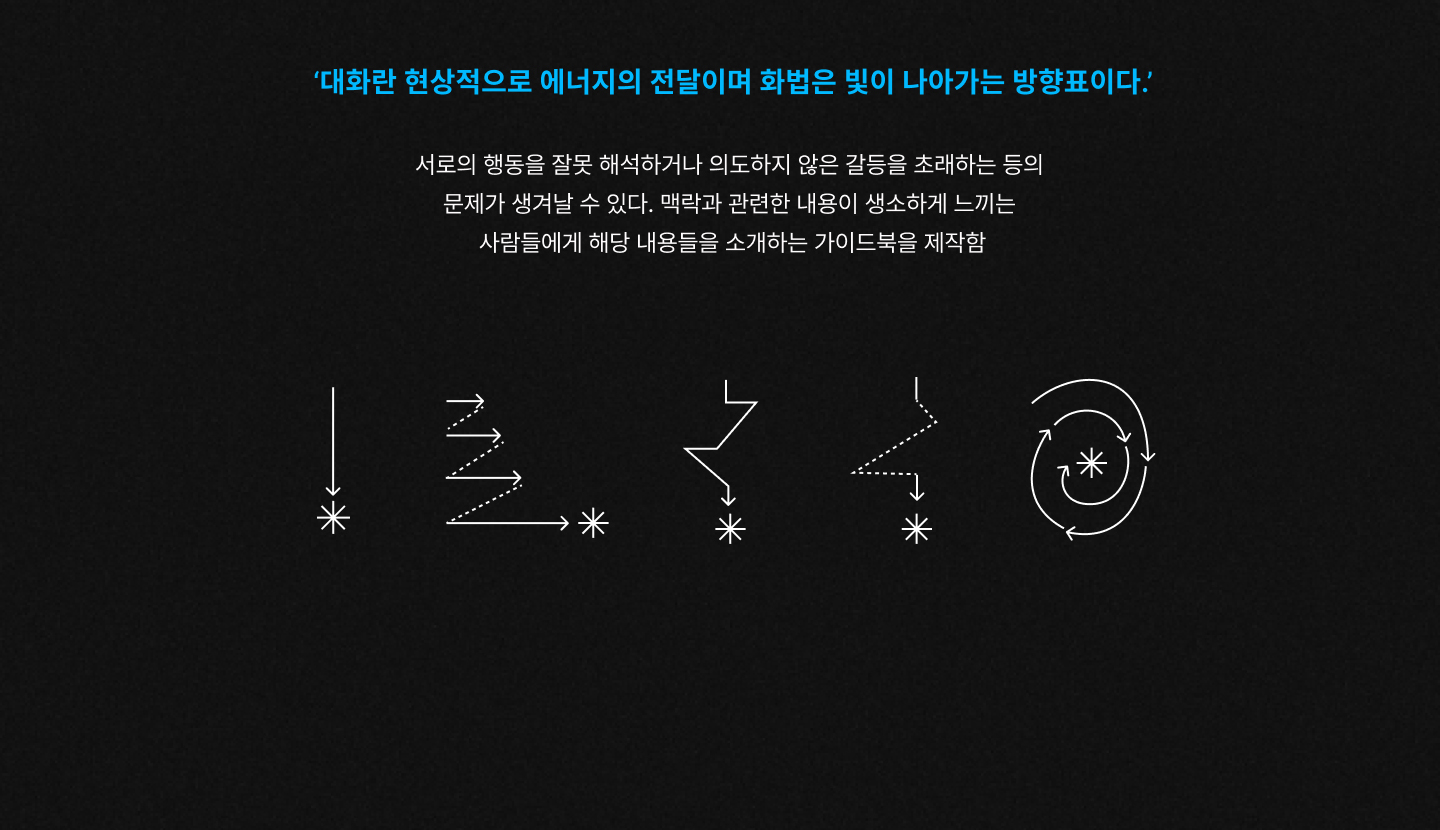 ‘대화란 현상적으로 에너지의 전달이며 화법은 빛이 나아가는 방향표이다.’
서로의 행동을 잘못 해석하거나 의도하지 않은 갈등을 초래하는 등의
문제가 생겨날 수 있다. 맥락과 관련한 내용이 생소하게 느끼는
사람들에게 해당 내용들을 소개하는 가이드북을 제작함